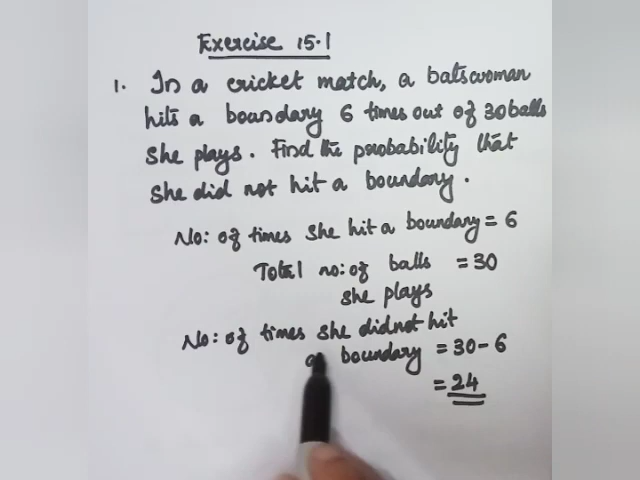 Exercise 15.1
1. In a cricket match, a batswoman
hits a boundary 6 times out of 30 balls
she plays. Find the probability that
she did not hit a boundary.
No: of times she hit a boundary = 6
Total no: of balls = 30
she plays
No: of times she did not hit
a boundary = 30 - 6
= 24